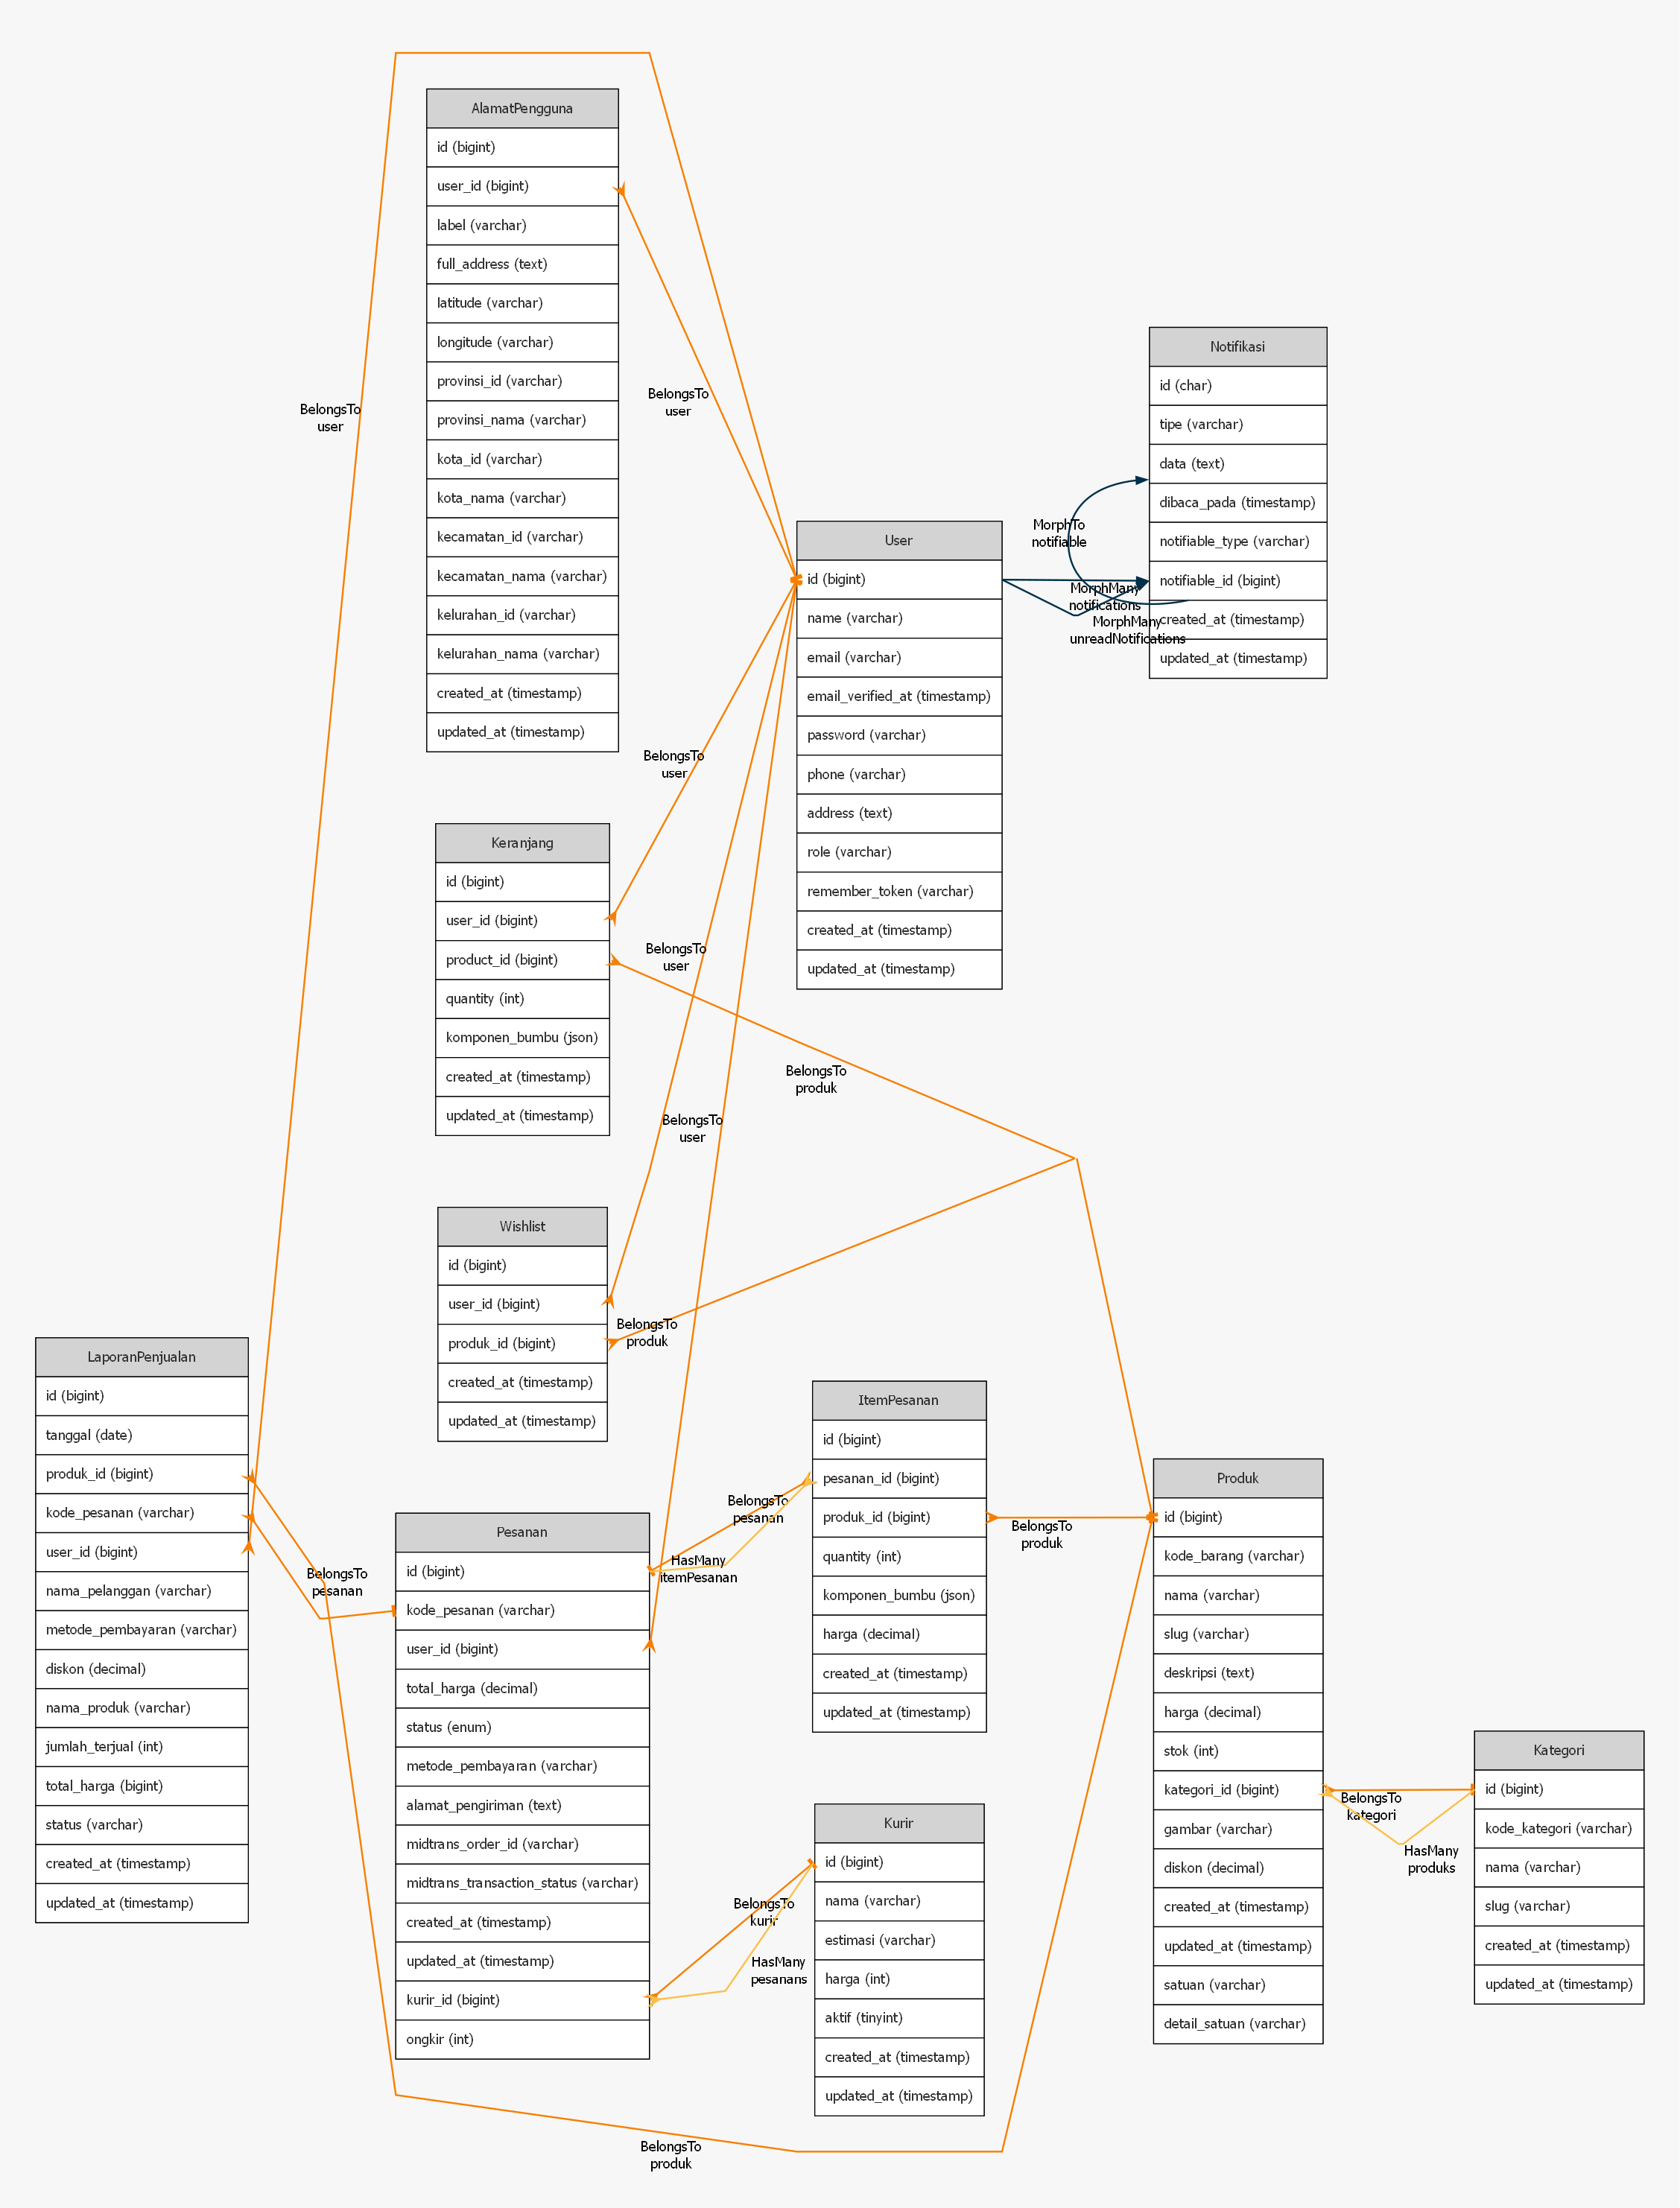 AlamatPengguna
id (bigint)
user_id (bigint)
label (varchar)
full_address (text)
latitude (varchar)
longitude (varchar)
provinsi_id (varchar)
provinsi_nama (varchar)
kota_id (varchar)
kota_nama (varchar)
kecamatan_id (varchar)
kecamatan_nama (varchar)
kelurahan_id (varchar)
kelurahan_nama (varchar)
created_at (timestamp)
updated_at (timestamp)
BelongsTo
user
BelongsTo
user
Notifikasi
id (char)
tipe (varchar)
data (text)
dibaca_pada (timestamp)
notifiable_type (varchar)
notifiable_id (bigint)
created_at (timestamp)
updated_at (timestamp)
MorphTo
notifiable
MorphMany
notifications
MorphMany
unreadNotifications
User
id (bigint)
name (varchar)
email (varchar)
email_verified_at (timestamp)
password (varchar)
phone (varchar)
address (text)
role (varchar)
remember_token (varchar)
created_at (timestamp)
updated_at (timestamp)
BelongsTo
user
Keranjang
id (bigint)
user_id (bigint)
product_id (bigint)
quantity (int)
komponen_bumbu (json)
created_at (timestamp)
updated_at (timestamp)
BelongsTo
user
BelongsTo
produk
BelongsTo
user
Wishlist
id (bigint)
user_id (bigint)
produk_id (bigint)
created_at (timestamp)
updated_at (timestamp)
BelongsTo
produk
LaporanPenjualan
id (bigint)
tanggal (date)
produk_id (bigint)
kode_pesanan (varchar)
user_id (bigint)
nama_pelanggan (varchar)
metode_pembayaran (varchar)
diskon (decimal)
nama_produk (varchar)
jumlah_terjual (int)
total_harga (bigint)
status (varchar)
created_at (timestamp)
updated_at (timestamp)
BelongsTo
pesanan
Pesanan
id (bigint)
kode_pesanan (varchar)
user_id (bigint)
total_harga (decimal)
status (enum)
metode_pembayaran (varchar)
alamat_pengiriman (text)
midtrans_order_id (varchar)
midtrans_transaction_status (varchar)
created_at (timestamp)
updated_at (timestamp)
kurir_id (bigint)
ongkir (int)
BelongsTo
pesanan
HasMany
itemPesanan
ItemPesanan
id (bigint)
pesanan_id (bigint)
produk_id (bigint)
quantity (int)
komponen_bumbu (json)
harga (decimal)
created_at (timestamp)
updated_at (timestamp)
BelongsTo
produk
Kurir
id (bigint)
nama (varchar)
estimasi (varchar)
harga (int)
aktif (tinyint)
created_at (timestamp)
updated_at (timestamp)
BelongsTo
kurir
HasMany
pesanans
Produk
id (bigint)
kode_barang (varchar)
nama (varchar)
slug (varchar)
deskripsi (text)
harga (decimal)
stok (int)
kategori_id (bigint)
gambar (varchar)
diskon (decimal)
created_at (timestamp)
updated_at (timestamp)
satuan (varchar)
detail_satuan (varchar)
BelongsTo
kategori
HasMany
produks
Kategori
id (bigint)
kode_kategori (varchar)
nama (varchar)
slug (varchar)
created_at (timestamp)
updated_at (timestamp)
BelongsTo
produk